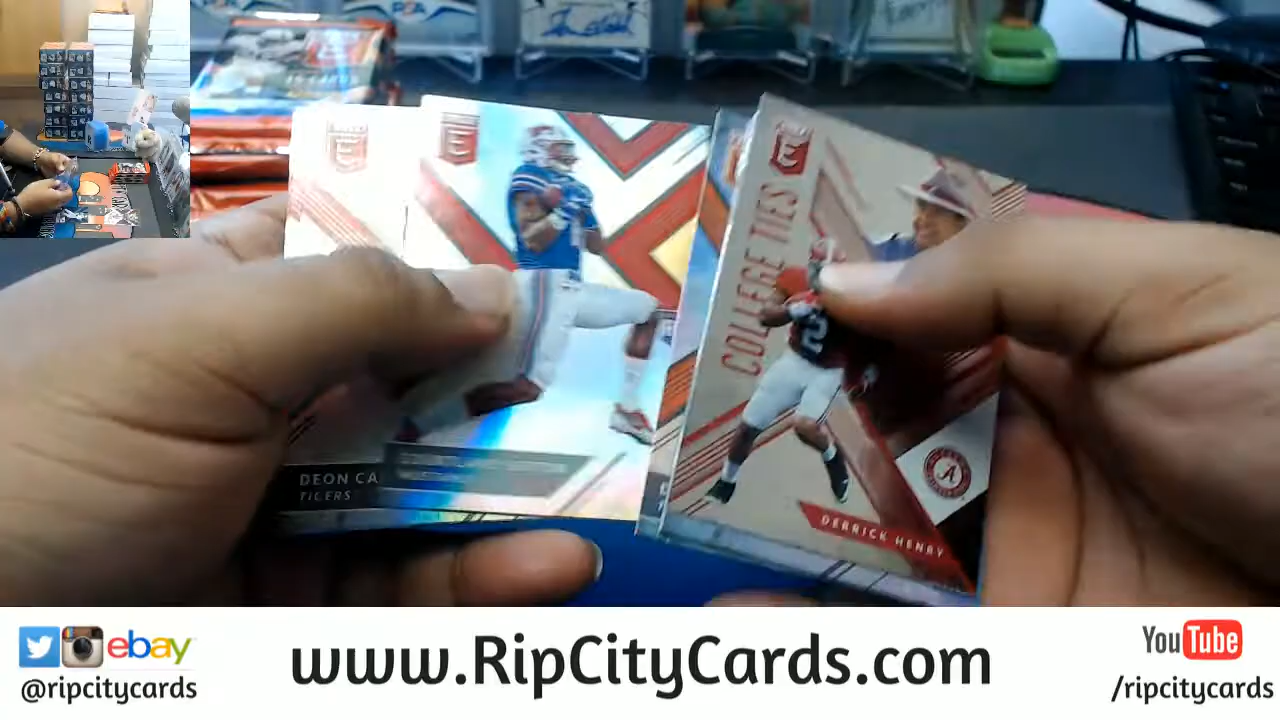 COLLEGE TIES
DERRICK HENRY
DEON CA
TIGERS
ebay
@ripcitycards
www.RipCityCards.com
YouTube
/ripcitycards